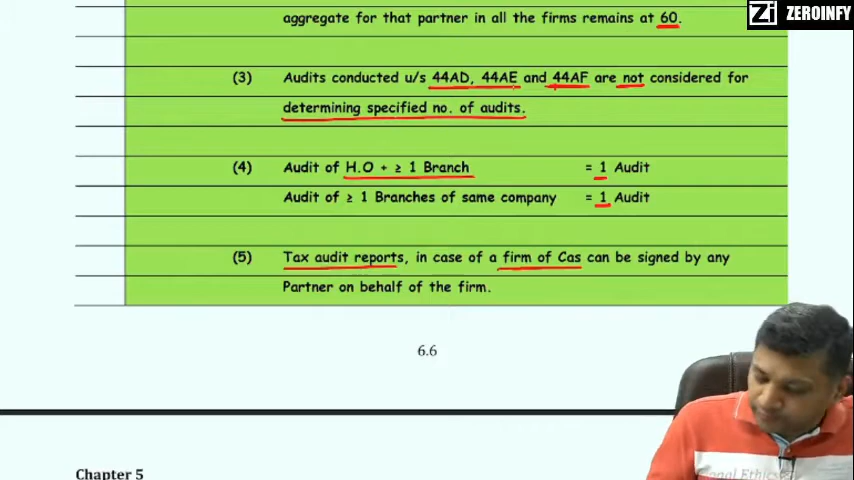 aggregate for that partner in all the firms remains at 60.
Zi ZEROINFY
(3) Audits conducted u/s 44AD, 44AE and 44AF are not considered for
determining specified no. of audits.
(4) Audit of H.O + ≥ 1 Branch = 1 Audit
Audit of ≥ 1 Branches of same company = 1 Audit
(5) Tax audit reports, in case of a firm of Cas can be signed by any
Partner on behalf of the firm.
6.6
Chapter 5
onal Ethics